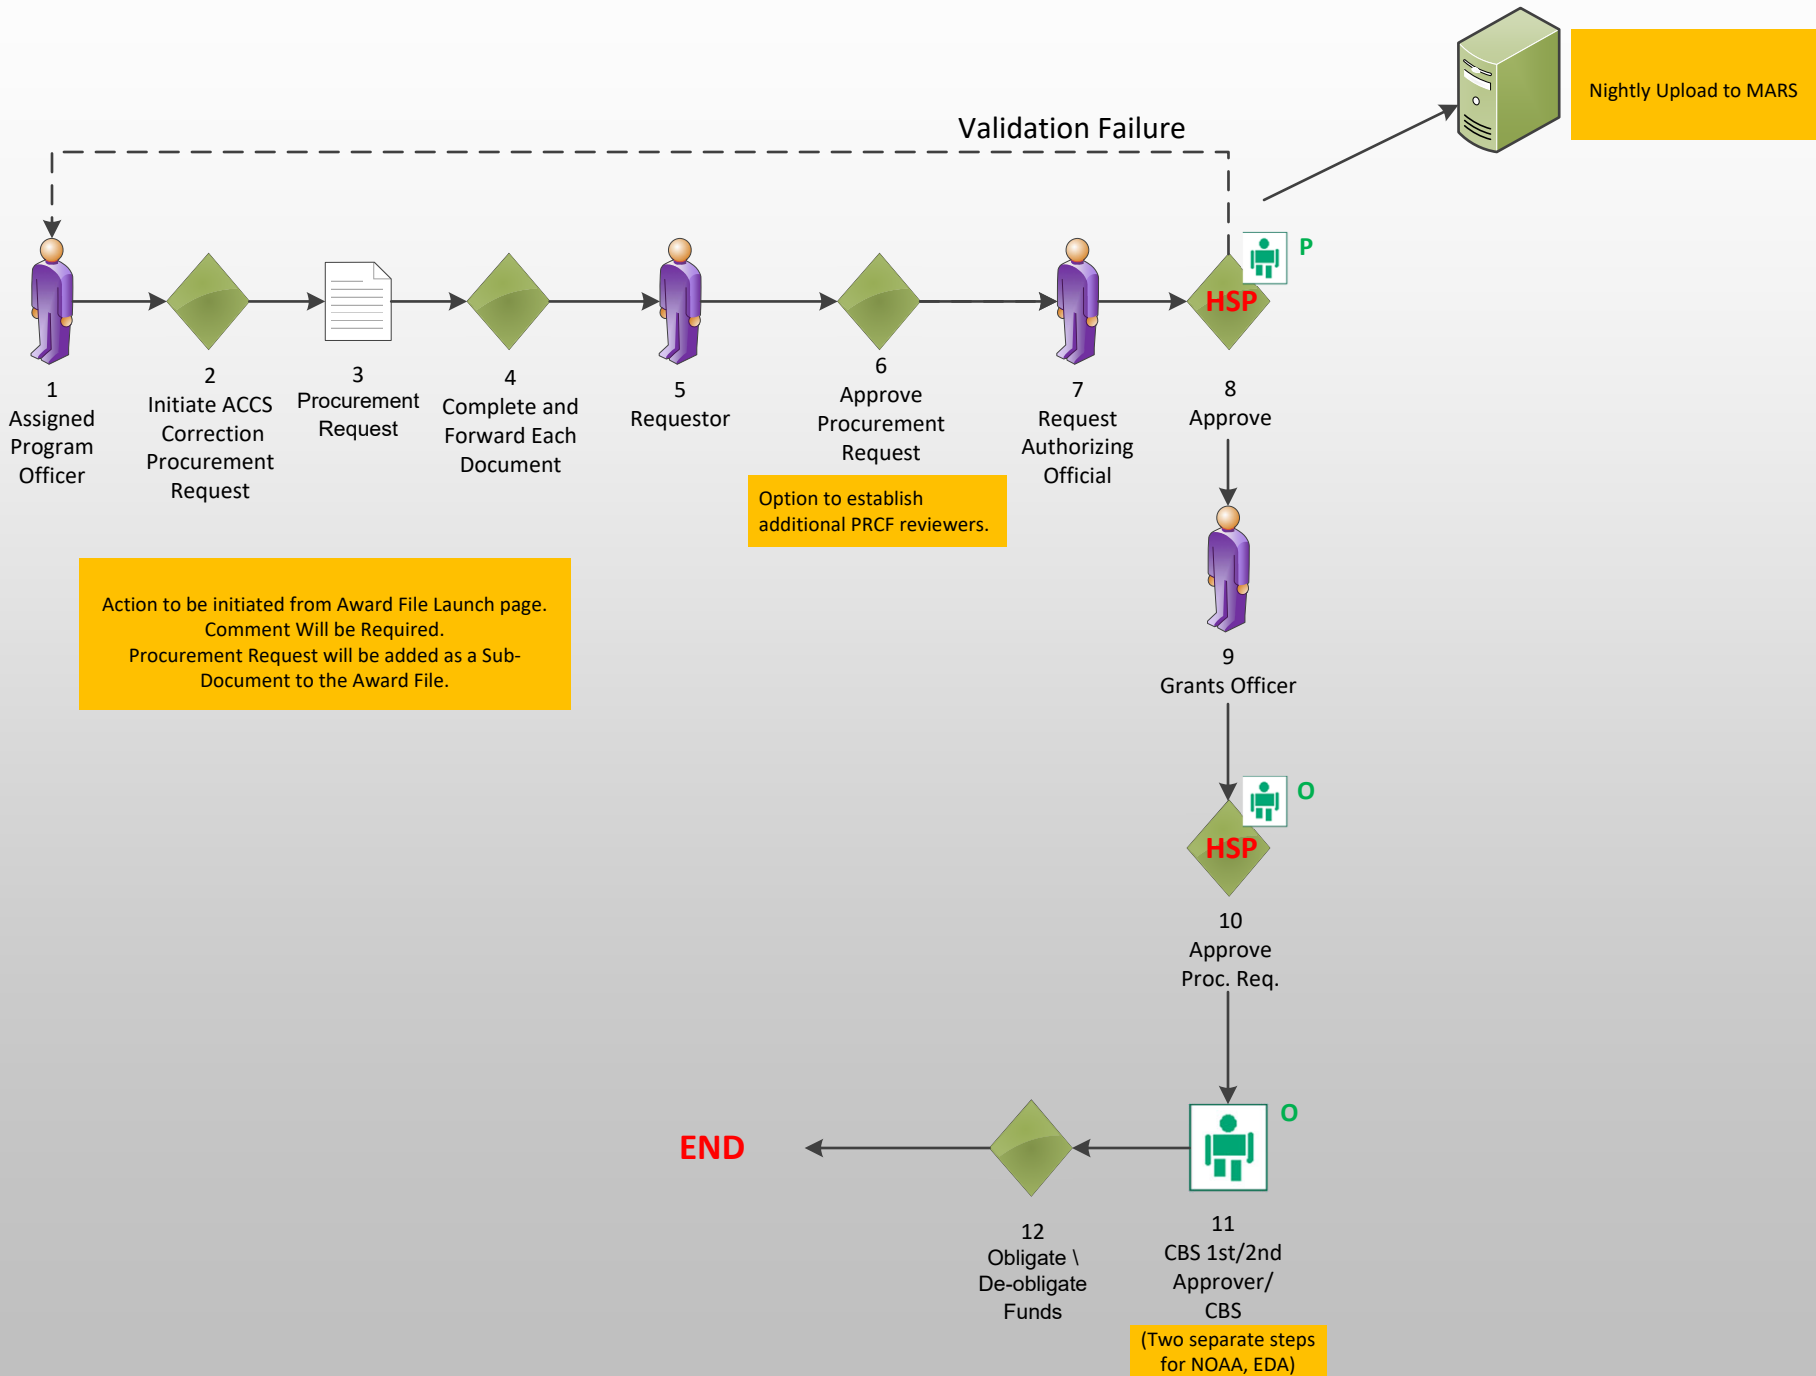 Nightly Upload to MARS
Validation Failure
P
HSP
1
Assigned
Program
Officer
2
Initiate ACCS
Correction
Procurement
Request
3
Procurement
Request
4
Complete and
Forward Each
Document
5
Requestor
6
Approve
Procurement
Request
Option to establish
additional PRCF reviewers.
7
Request
Authorizing
Official
8
Approve
Action to be initiated from Award File Launch page.
Comment Will be Required.
Procurement Request will be added as a Sub-
Document to the Award File.
9
Grants Officer
O
HSP
10
Approve
Proc. Req.
O
END
12
Obligate \
De-obligate
Funds
11
CBS 1st/2nd
Approver/
CBS
(Two separate steps
for NOAA, EDA)